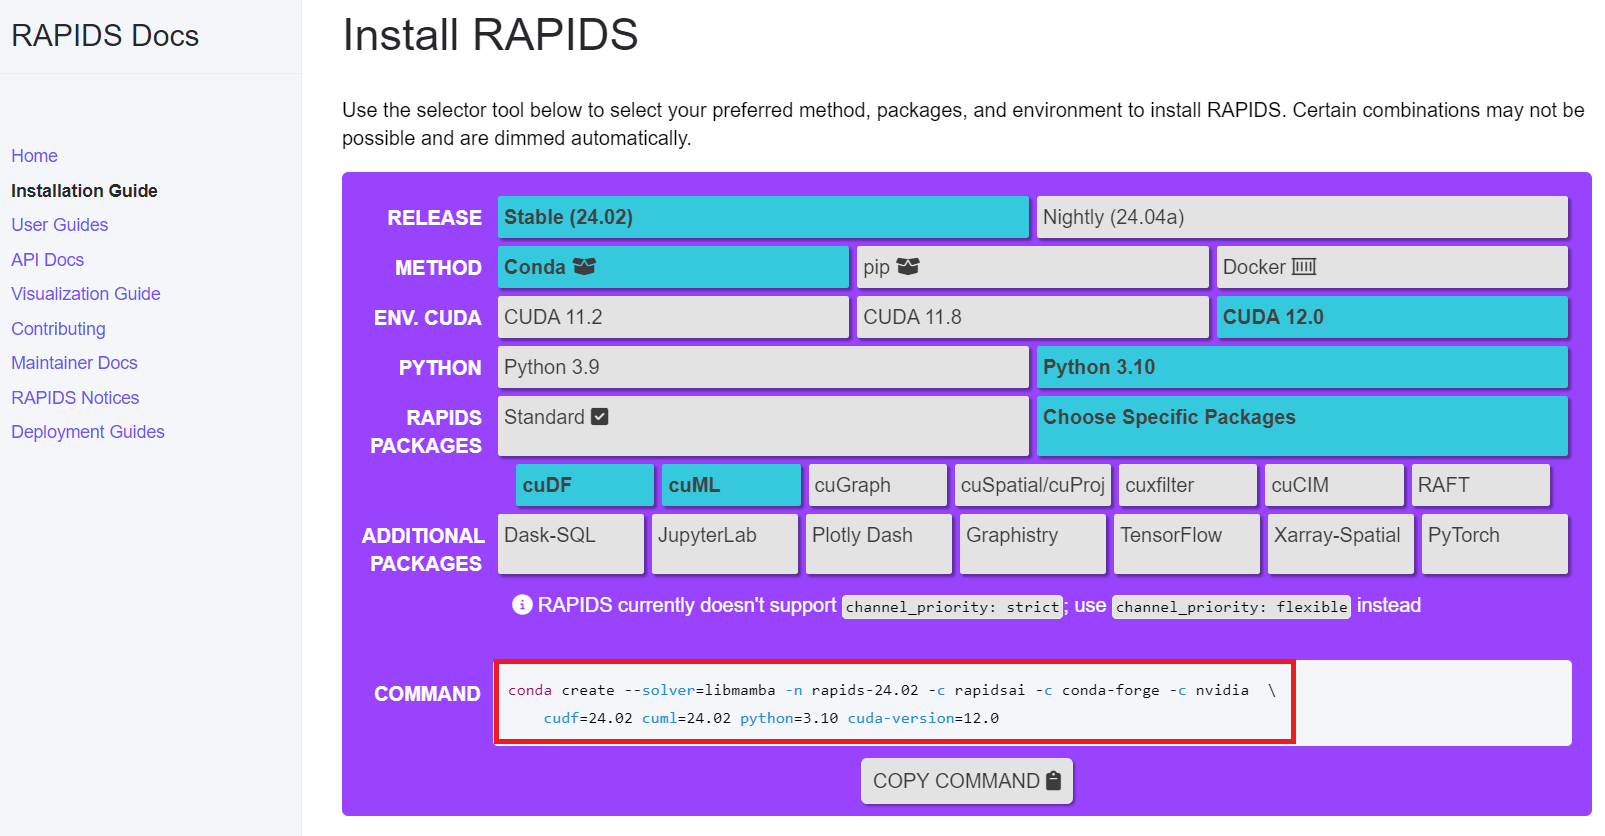 RAPIDS Docs
Home
Installation Guide
User Guides
API Docs
Visualization Guide
Contributing
Maintainer Docs
RAPIDS Notices
Deployment Guides
Install RAPIDS
Use the selector tool below to select your preferred method, packages, and environment to install RAPIDS. Certain combinations may not be
possible and are dimmed automatically.
RELEASE Stable (24.02) Nightly (24.04a)
METHOD Conda pip Docker
ENV. CUDA CUDA 11.2 CUDA 11.8 CUDA 12.0
PYTHON Python 3.9 Python 3.10
RAPIDS PACKAGES Standard Choose Specific Packages
cuDF cuML cuGraph cuSpatial/cuProj cuxfilter cuCIM RAFT
ADDITIONAL PACKAGES Dask-SQL JupyterLab Plotly Dash Graphistry TensorFlow Xarray-Spatial PyTorch
RAPIDS currently doesn't support channel_priority: strict; use channel_priority: flexible instead
COMMAND
conda create --solver=libmamba -n rapids-24.02 -c rapidsai -c conda-forge -c nvidia \
cudf=24.02 cuml=24.02 python=3.10 cuda-version=12.0
COPY COMMAND